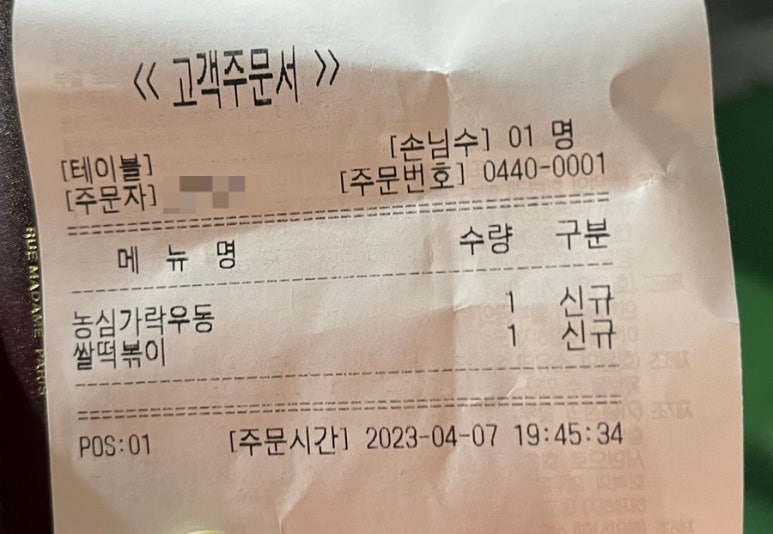 << 고객주문서 >>
[테이블] [손님수] 01 명
[주문자] [주문번호] 0440-0001
메 뉴 명 수량 구분
농심가락우동 1 신규
쌀떡볶이 1 신규
POS:01 [주문시간] 2023-04-07 19:45:34
RUE MADAME PARIS